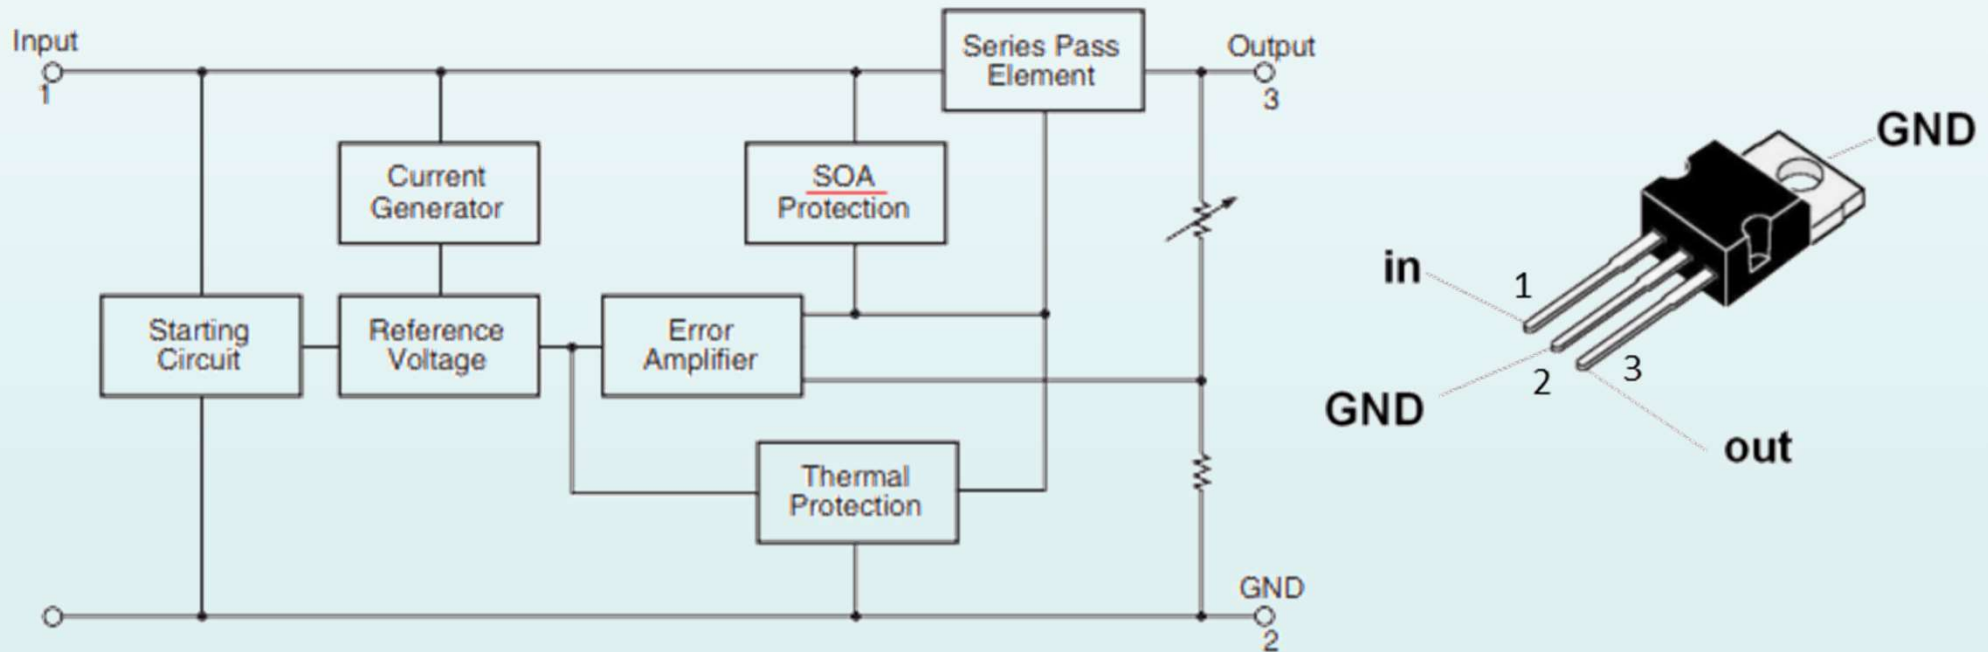 Input
1
Series Pass
Element
Output
3
Current
Generator
SOA
Protection
Starting
Circuit
Reference
Voltage
Error
Amplifier
Thermal
Protection
GND
2
GND
in
1
GND
2
3
out